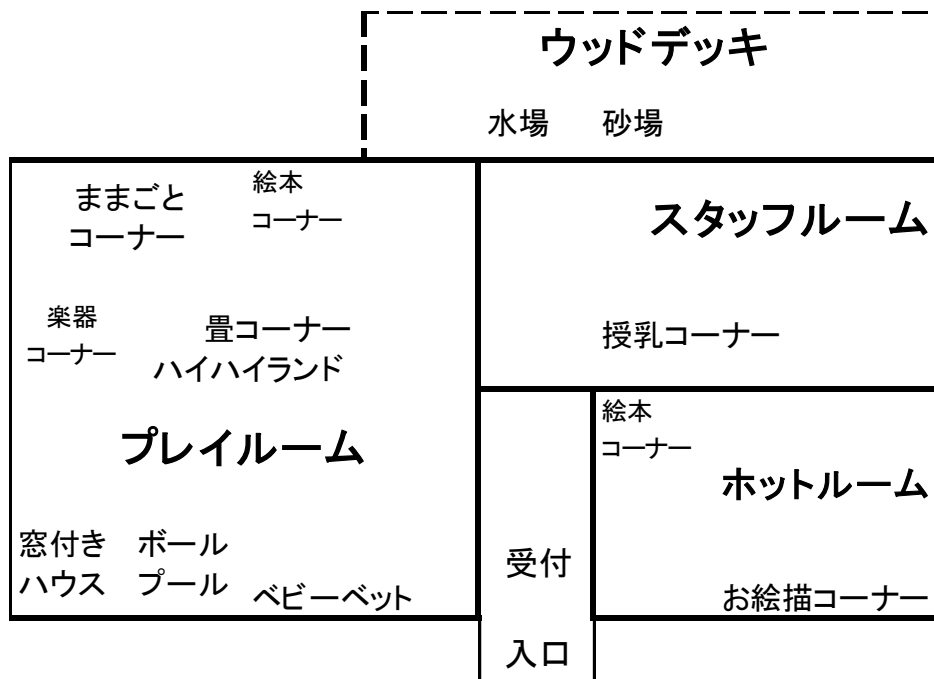 ウッドデッキ
水場　砂場
ままごと
コーナー
絵本
コーナー
スタッフルーム
楽器
コーナー
畳コーナー
ハイハイランド
授乳コーナー
プレイルーム
絵本
コーナー
ホットルーム
窓付き
ハウス
ボール
プール
ベビーベット
受付
お絵描コーナー
入口